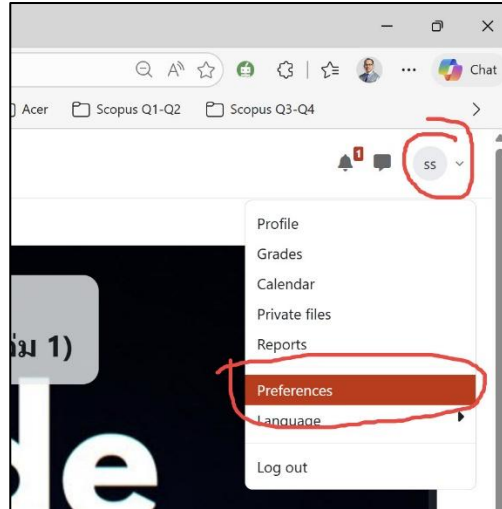 Chat
Acer Scopus Q1-Q2 Scopus Q3-Q4
1 ss
Profile
Grades
Calendar
Private files
Reports
Preferences
Language
Log out
1)
de